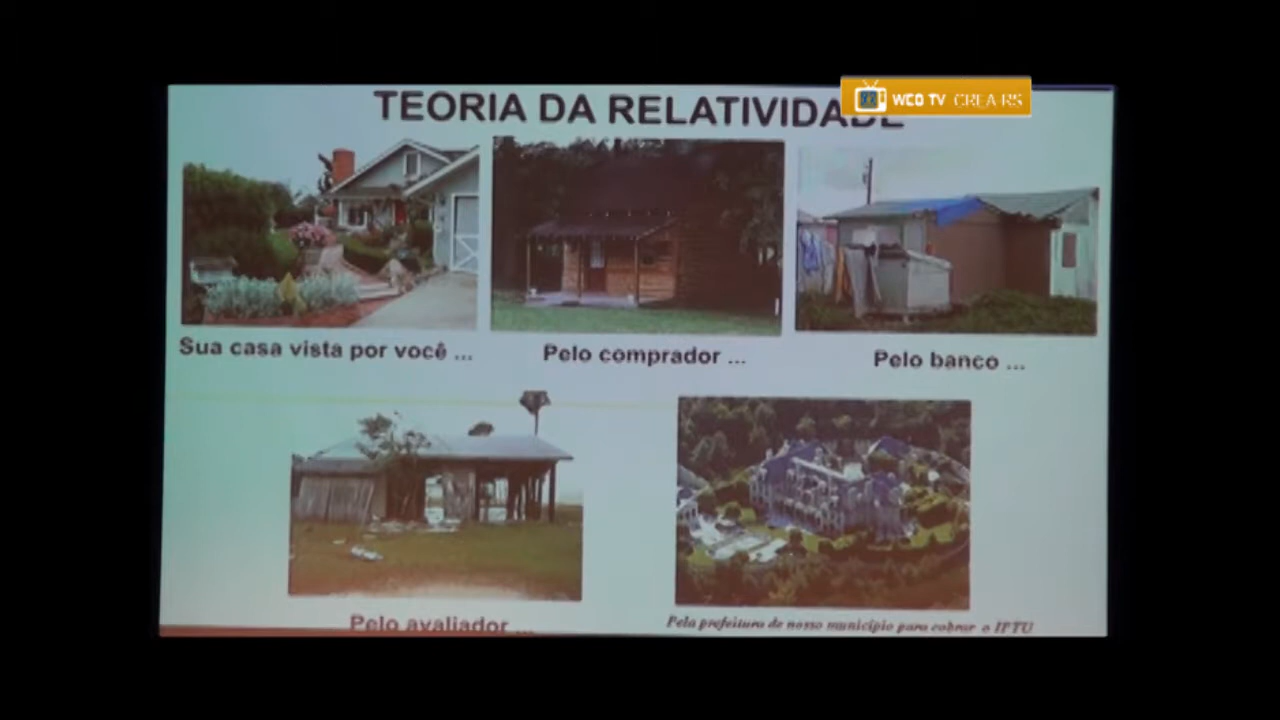 WCO TV CREA-RS
TEORIA DA RELATIVIDADE
Sua casa vista por você ...
Pelo comprador ...
Pelo banco ...
Pelo avaliador ...
Pela prefeitura de nosso município para cobrar o IPTU